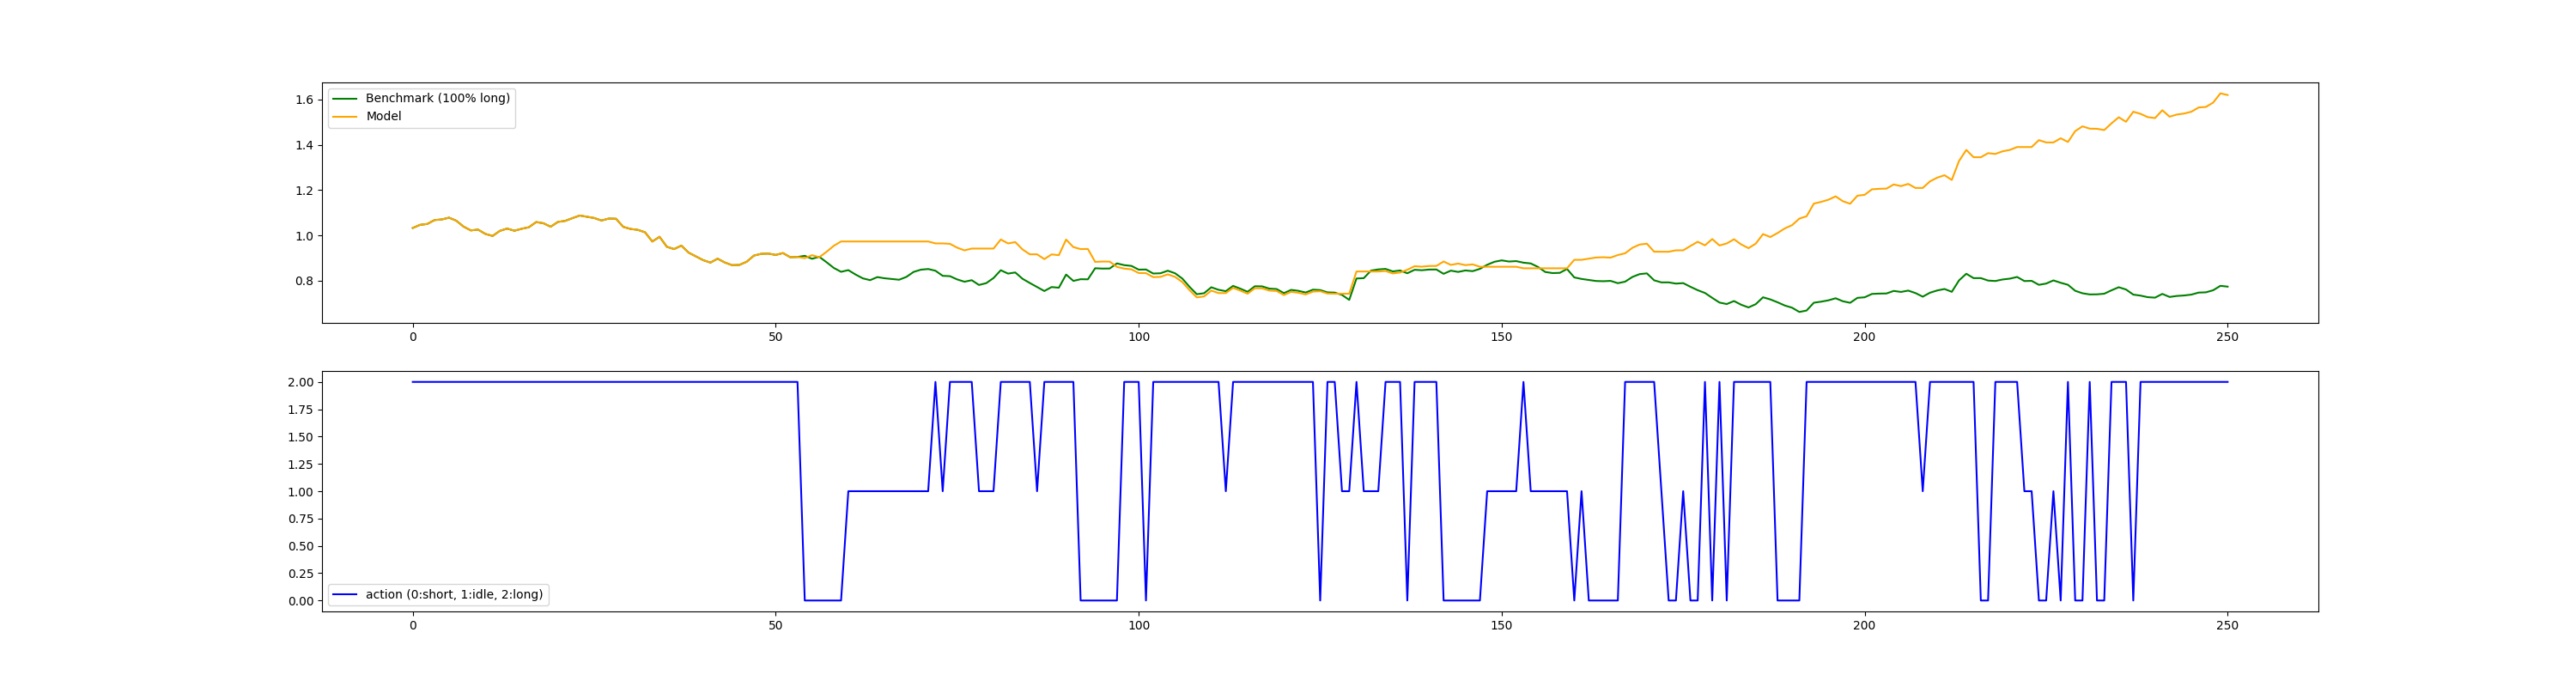 Benchmark (100% long)
Model
1.6
1.4
1.2
1.0
0.8
0 50 100 150 200 250
2.00
1.75
1.50
1.25
1.00
0.75
0.50
0.25
0.00
action (0:short, 1:idle, 2:long)
0 50 100 150 200 250